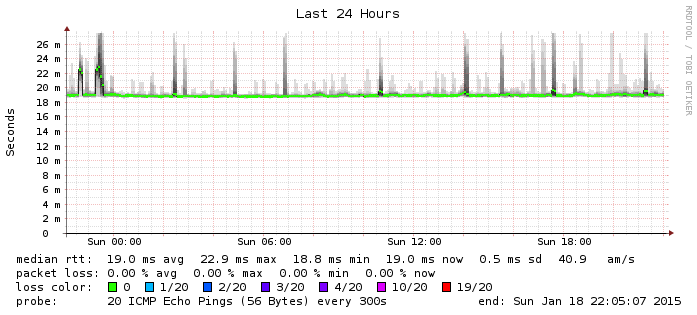 Last 24 Hours
RRDTOOL / TOBI OETIKER
Seconds
26 m
24 m
22 m
20 m
18 m
16 m
14 m
12 m
10 m
8 m
6 m
4 m
2 m
0
Sun 00:00 Sun 06:00 Sun 12:00 Sun 18:00
median rtt: 19.0 ms avg 22.9 ms max 18.8 ms min 19.0 ms now 0.5 ms sd 40.9 am/s
packet loss: 0.00 % avg 0.00 % max 0.00 % min 0.00 % now
loss color: 0 1/20 2/20 3/20 4/20 10/20 19/20
probe: 20 ICMP Echo Pings (56 Bytes) every 300s end: Sun Jan 18 22:05:07 2015